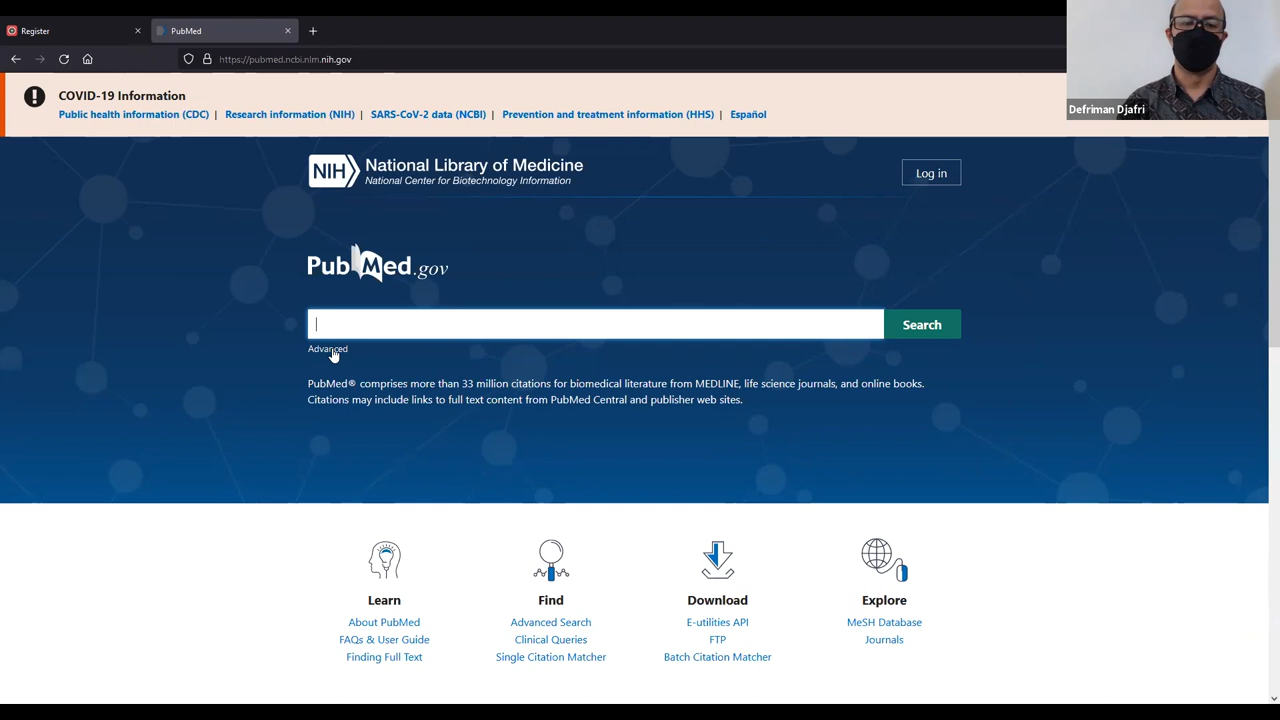 Register
PubMed
https://pubmed.ncbi.nlm.nih.gov
Defriman Djafri
COVID-19 Information
Public health information (CDC) | Research information (NIH) | SARS-CoV-2 data (NCBI) | Prevention and treatment information (HHS) | Español
NIH National Library of Medicine
National Center for Biotechnology Information
Log in
PubMed.gov
Search
Advanced
PubMed® comprises more than 33 million citations for biomedical literature from MEDLINE, life science journals, and online books.
Citations may include links to full text content from PubMed Central and publisher web sites.
Learn
About PubMed
FAQs & User Guide
Finding Full Text
Find
Advanced Search
Clinical Queries
Single Citation Matcher
Download
E-utilities API
FTP
Batch Citation Matcher
Explore
MeSH Database
Journals